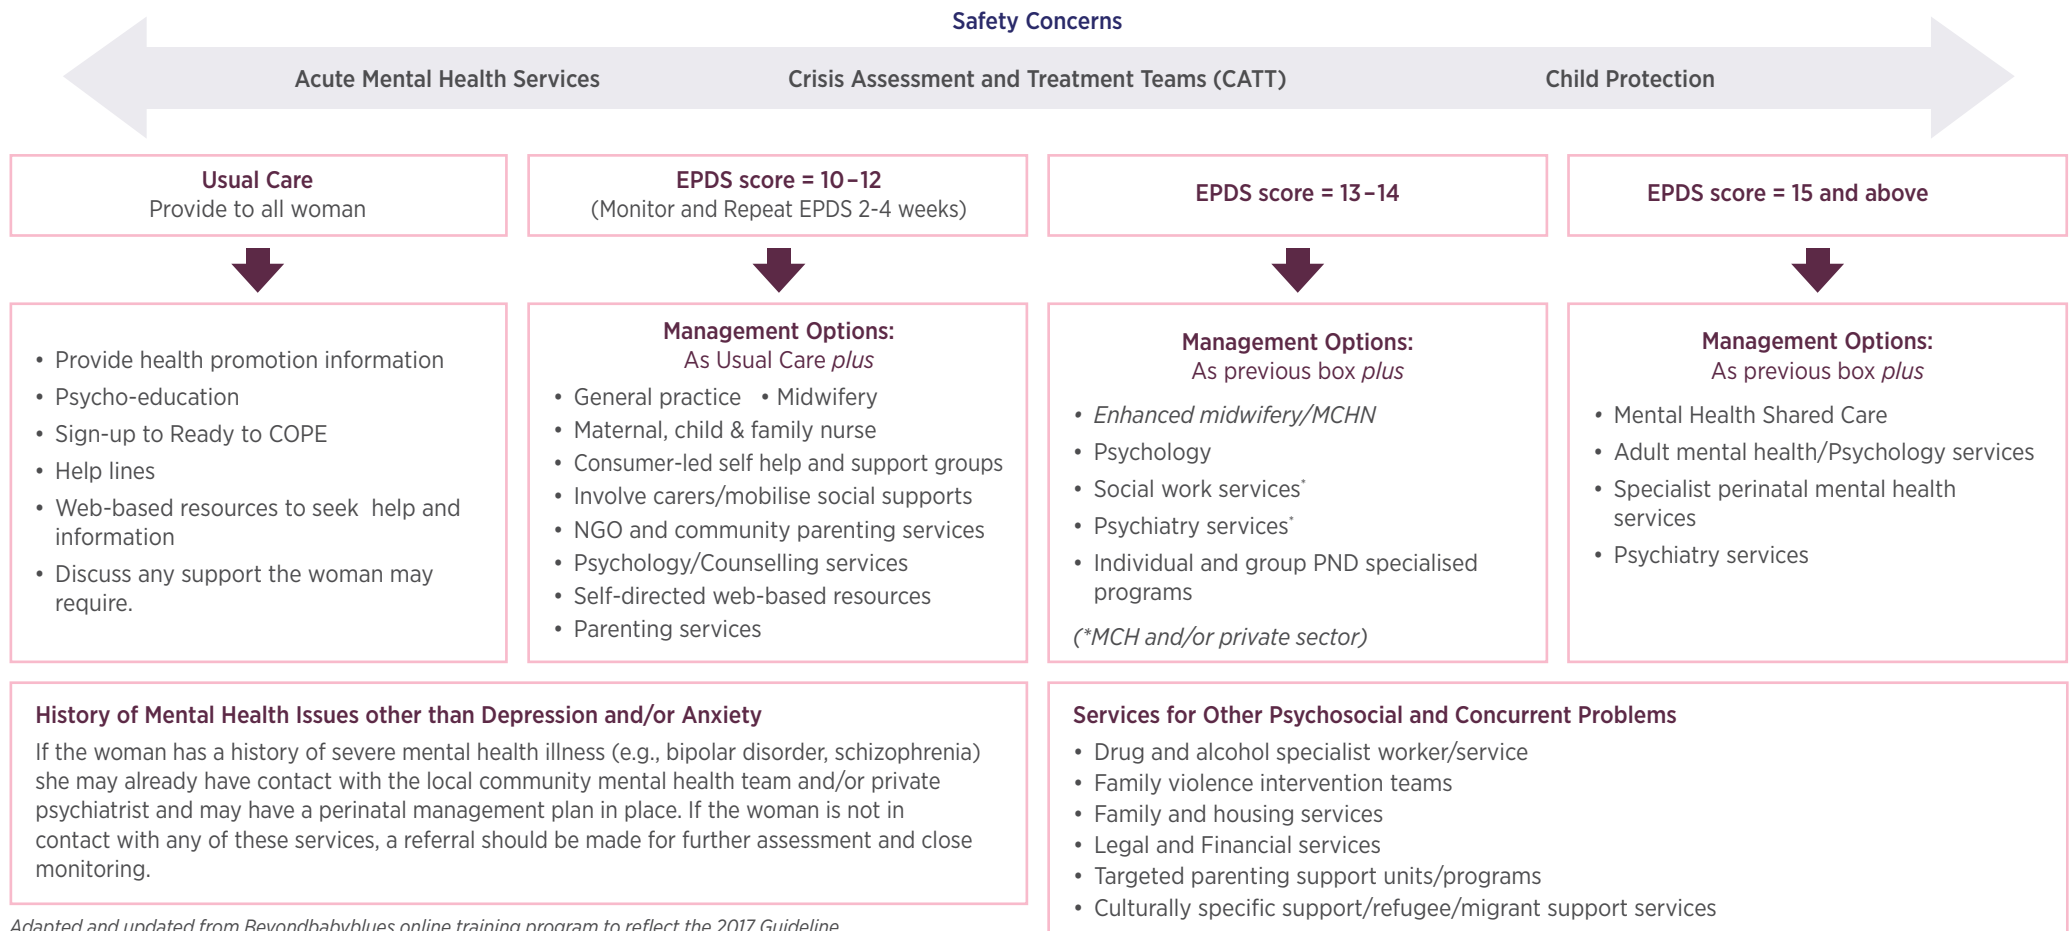 Safety Concerns
Acute Mental Health Services
Crisis Assessment and Treatment Teams (CATT)
Child Protection
Usual Care
Provide to all woman
EPDS score = 10–12
(Monitor and Repeat EPDS 2-4 weeks)
EPDS score = 13–14
EPDS score = 15 and above
• Provide health promotion information
• Psycho-education
• Sign-up to Ready to COPE
• Help lines
• Web-based resources to seek help and
information
• Discuss any support the woman may
require.
Management Options:
As Usual Care plus
• General practice • Midwifery
• Maternal, child & family nurse
• Consumer-led self help and support groups
• Involve carers/mobilise social supports
• NGO and community parenting services
• Psychology/Counselling services
• Self-directed web-based resources
• Parenting services
Management Options:
As previous box plus
• Enhanced midwifery/MCHN
• Psychology
• Social work services*
• Psychiatry services*
• Individual and group PND specialised
programs
(*MCH and/or private sector)
Management Options:
As previous box plus
• Mental Health Shared Care
• Adult mental health/Psychology services
• Specialist perinatal mental health
services
• Psychiatry services
History of Mental Health Issues other than Depression and/or Anxiety
If the woman has a history of severe mental health illness (e.g., bipolar disorder, schizophrenia)
she may already have contact with the local community mental health team and/or private
psychiatrist and may have a perinatal management plan in place. If the woman is not in
contact with any of these services, a referral should be made for further assessment and close
monitoring.
Services for Other Psychosocial and Concurrent Problems
• Drug and alcohol specialist worker/service
• Family violence intervention teams
• Family and housing services
• Legal and Financial services
• Targeted parenting support units/programs
• Culturally specific support/refugee/migrant support services
Adapted and updated from Beyondbabyblues online training program to reflect the 2017 Guideline